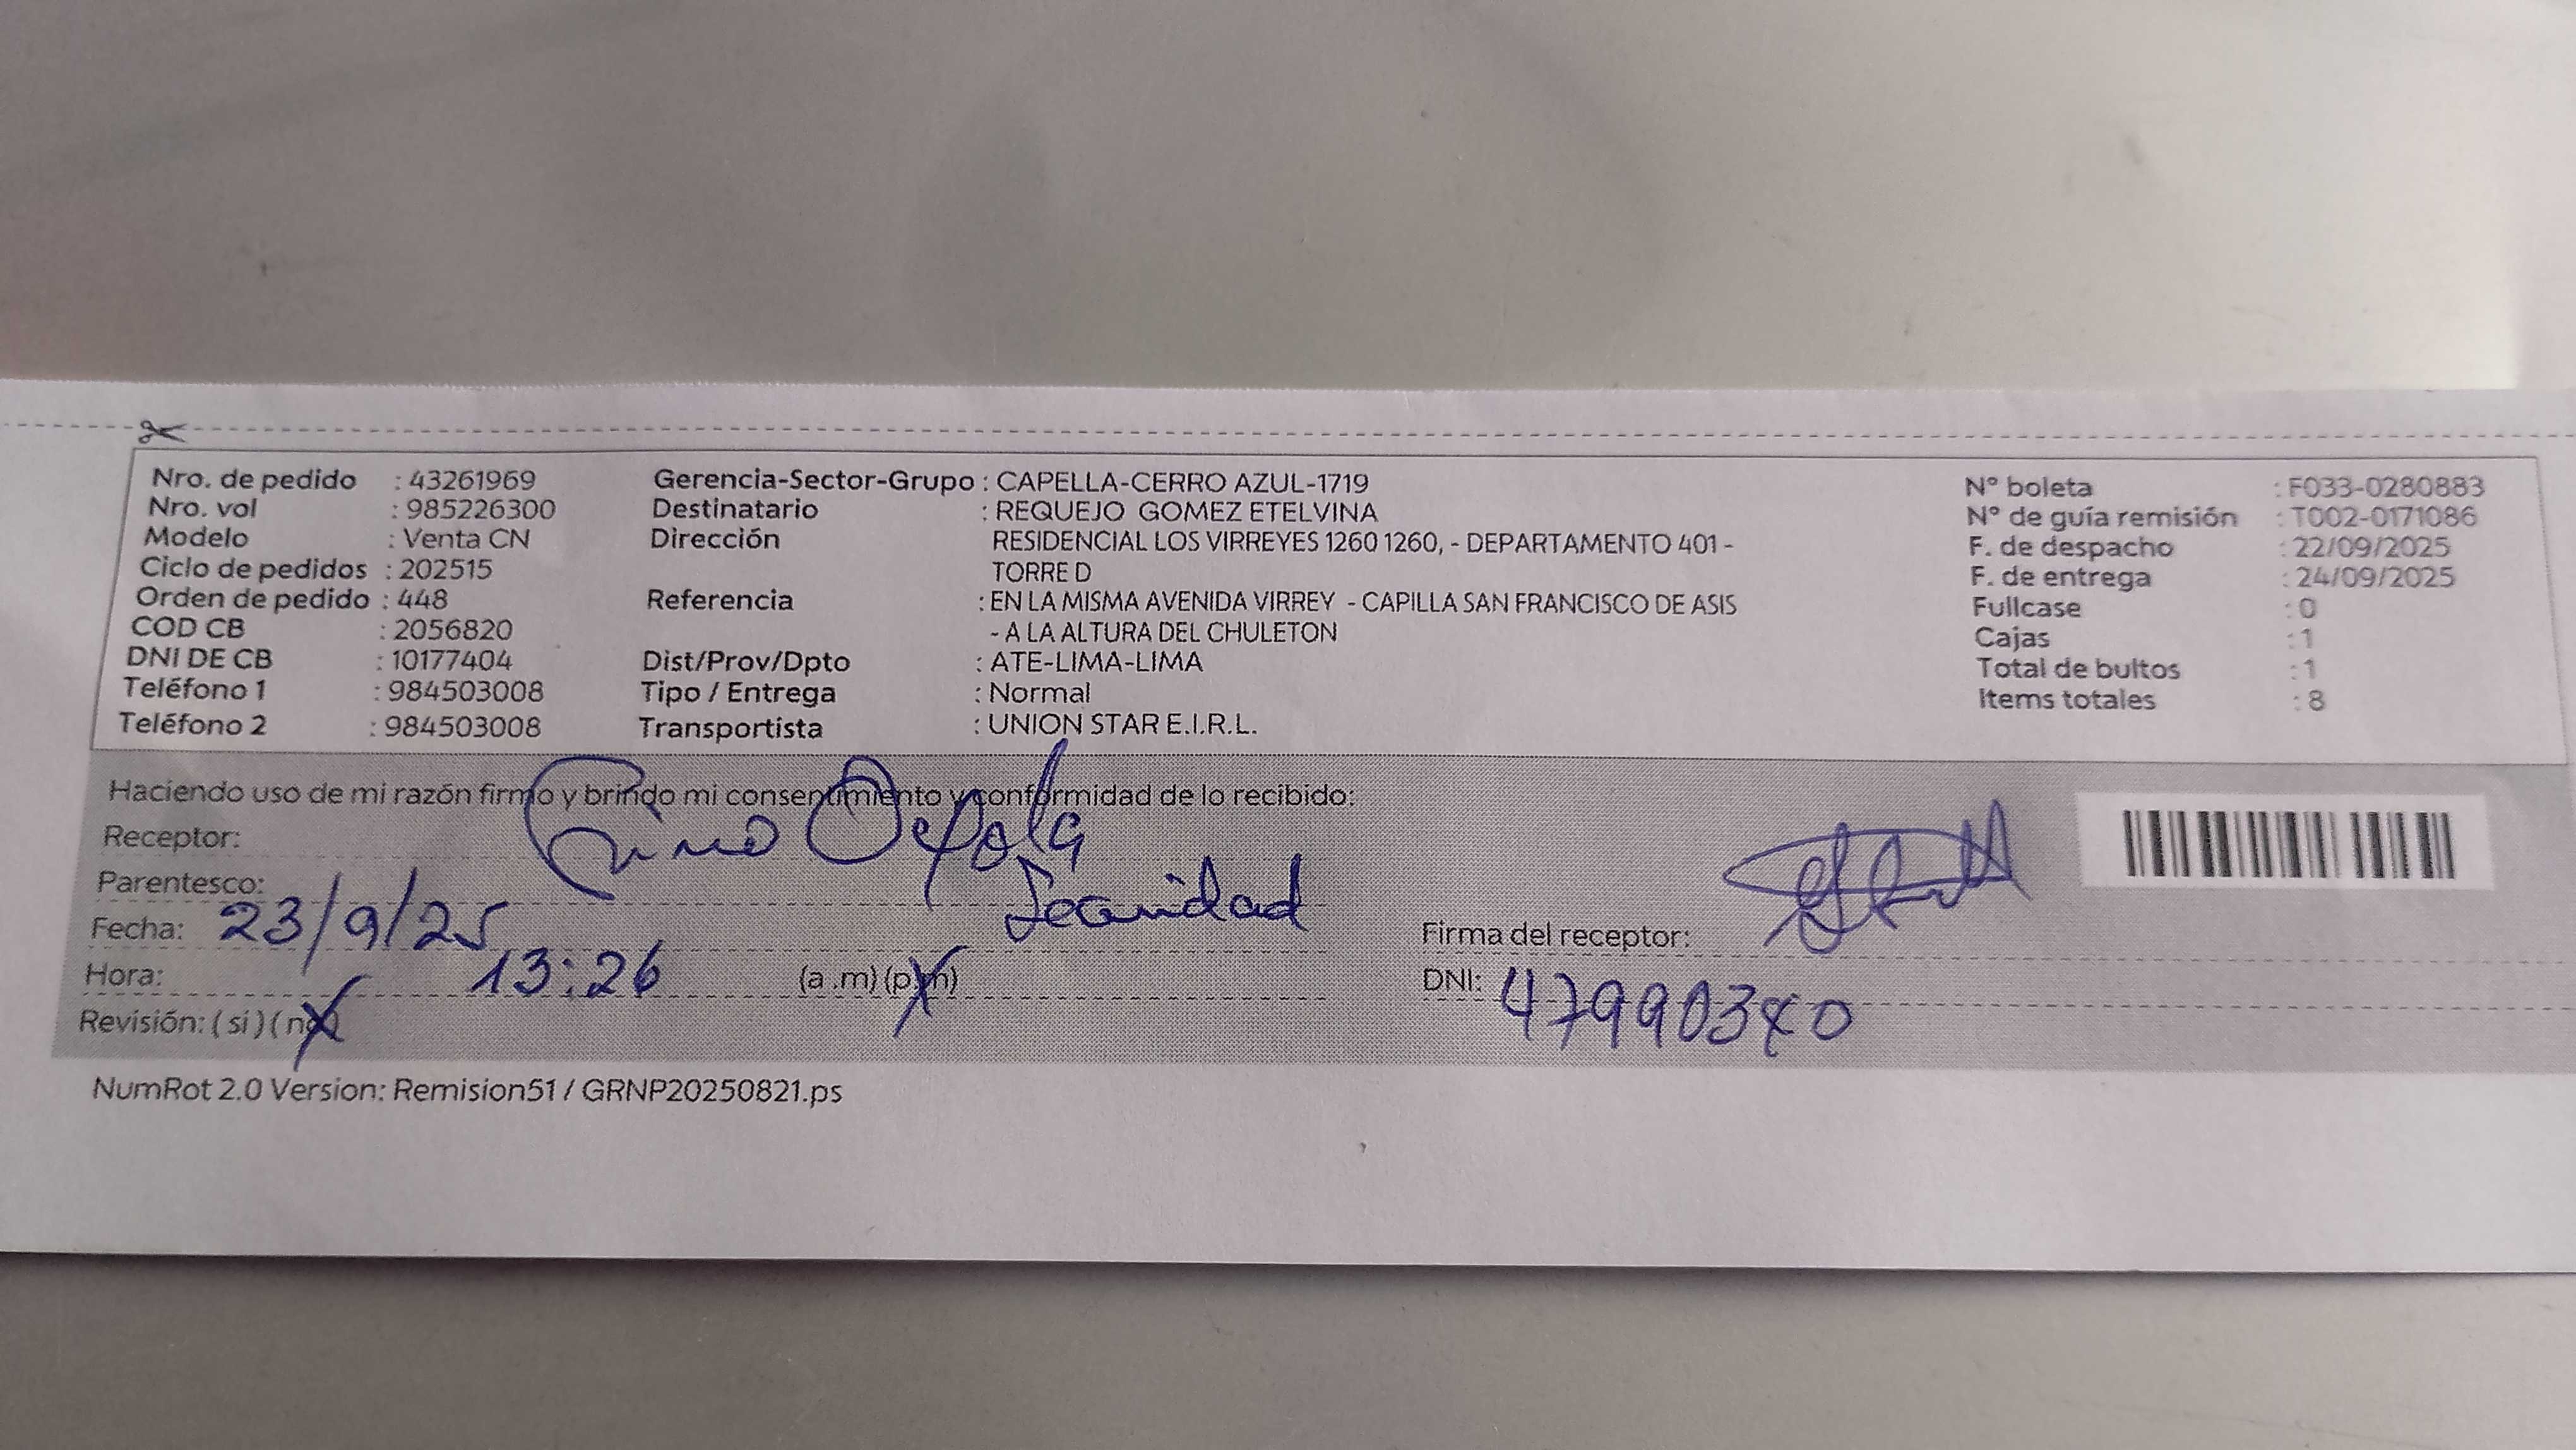 Nro. de pedido : 43261969 Gerencia-Sector-Grupo : CAPELLA-CERRO AZUL-1719 N° boleta : F033-0280883
Nro. vol : 985226300 Destinatario : REQUEJO GOMEZ ETELVINA N° de guía remisión : T002-0171086
Modelo : Venta CN Dirección RESIDENCIAL LOS VIRREYES 1260 1260, - DEPARTAMENTO 401 - F. de despacho : 22/09/2025
Ciclo de pedidos : 202515 TORRE D F. de entrega : 24/09/2025
Orden de pedido : 448 Referencia : EN LA MISMA AVENIDA VIRREY - CAPILLA SAN FRANCISCO DE ASIS Fullcase : 0
COD CB : 2056820 - A LA ALTURA DEL CHULETON Cajas : 1
DNI DE CB : 10177404 Dist/Prov/Dpto : ATE-LIMA-LIMA Total de bultos : 1
Teléfono 1 : 984503008 Tipo / Entrega : Normal Items totales : 8
Teléfono 2 : 984503008 Transportista : UNION STAR E.I.R.L.
Haciendo uso de mi razón firmo y brindo mi consentimiento y conformidad de lo recibido:
Receptor:
Parentesco: Seguridad
Fecha: 23/9/25 Firma del receptor:
Hora: 13:26 (a .m) (p.m) DNI: 479903
Revisión: ( si ) ( no )
NumRot 2.0 Version: Remision51 / GRNP20250821.ps